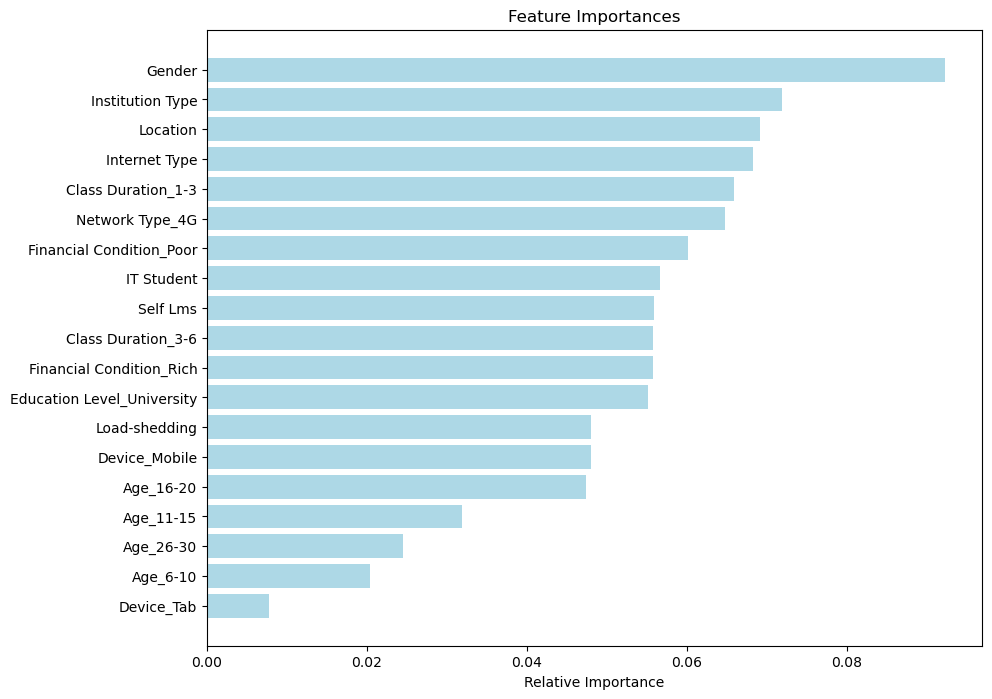 Feature Importances
Gender
Institution Type
Location
Internet Type
Class Duration_1-3
Network Type_4G
Financial Condition_Poor
IT Student
Self Lms
Class Duration_3-6
Financial Condition_Rich
Education Level_University
Load-shedding
Device_Mobile
Age_16-20
Age_11-15
Age_26-30
Age_6-10
Device_Tab
0.00 0.02 0.04 0.06 0.08
Relative Importance